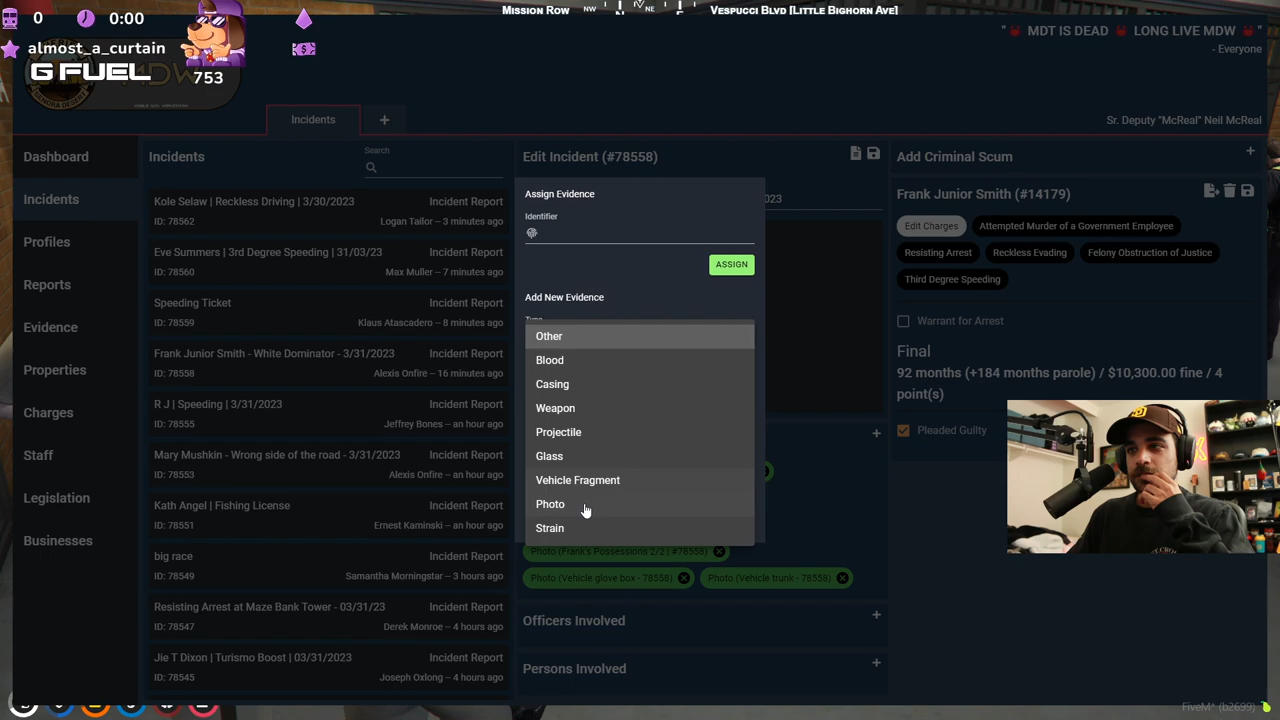 0
0:00
Mission Row
NW
NE
Vespucci Blvd [Little Bighorn Ave]
almost_a_curtain
$
G FUEL
753
MDW
" MDT IS DEAD LONG LIVE MDW "
- Everyone
Incidents
+
Sr. Deputy "McReal" Neil McReal
Dashboard
Incidents
Profiles
Reports
Evidence
Properties
Charges
Staff
Legislation
Businesses
Incidents
Search
Kole Selaw | Reckless Driving | 3/30/2023
Incident Report
ID: 78562
Logan Tailor -- 3 minutes ago
Eve Summers | 3rd Degree Speeding | 31/03/23
Incident Report
ID: 78560
Max Muller -- 7 minutes ago
Speeding Ticket
Incident Report
ID: 78559
Klaus Atascadero -- 8 minutes ago
Frank Junior Smith - White Dominator - 3/31/2023
Incident Report
ID: 78558
Alexis Onfire -- 16 minutes ago
R J | Speeding | 3/31/2023
Incident Report
ID: 78555
Jeffrey Bones -- an hour ago
Mary Mushkin - Wrong side of the road - 3/31/2023
Incident Report
ID: 78553
Alexis Onfire -- an hour ago
Kath Angel | Fishing License
Incident Report
ID: 78551
Ernest Kaminski -- an hour ago
big race
Incident Report
ID: 78549
Samantha Morningstar -- 3 hours ago
Resisting Arrest at Maze Bank Tower - 03/31/23
Incident Report
ID: 78547
Derek Monroe -- 4 hours ago
Jie T Dixon | Turismo Boost | 03/31/2023
Incident Report
ID: 78545
Joseph Oxlong -- 4 hours ago
Edit Incident (#78558)
023
Assign Evidence
Identifier
ASSIGN
Add New Evidence
Type
Other
Blood
Casing
Weapon
Projectile
Glass
Vehicle Fragment
Photo
Strain
Photo (Frank's Possessions 2/2 | #78558)
Photo (Vehicle glove box - 78558)
Photo (Vehicle trunk - 78558)
Officers Involved
+
Persons Involved
+
Add Criminal Scum
+
Frank Junior Smith (#14179)
Edit Charges
Attempted Murder of a Government Employee
Resisting Arrest
Reckless Evading
Felony Obstruction of Justice
Third Degree Speeding
Warrant for Arrest
Final
92 months (+184 months parole) / $10,300.00 fine / 4
point(s)
Pleaded Guilty
FiveM* (b2699)